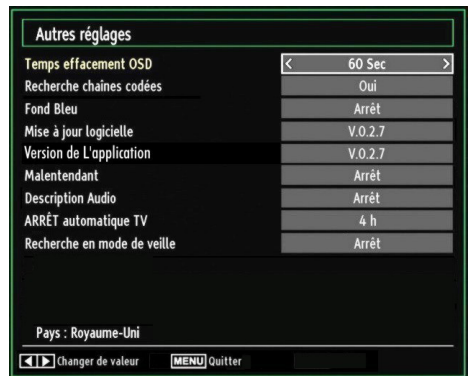 Autres réglages
Temps effacement OSD < 60 Sec >
Recherche chaînes codées Oui
Fond Bleu Arrêt
Mise à jour logicielle V.0.2.7
Version de L'application V.0.2.7
Malentendant Arrêt
Description Audio Arrêt
ARRÊT automatique TV 4 h
Recherche en mode de veille Arrêt
Pays : Royaume-Uni
Changer de valeur MENU Quitter